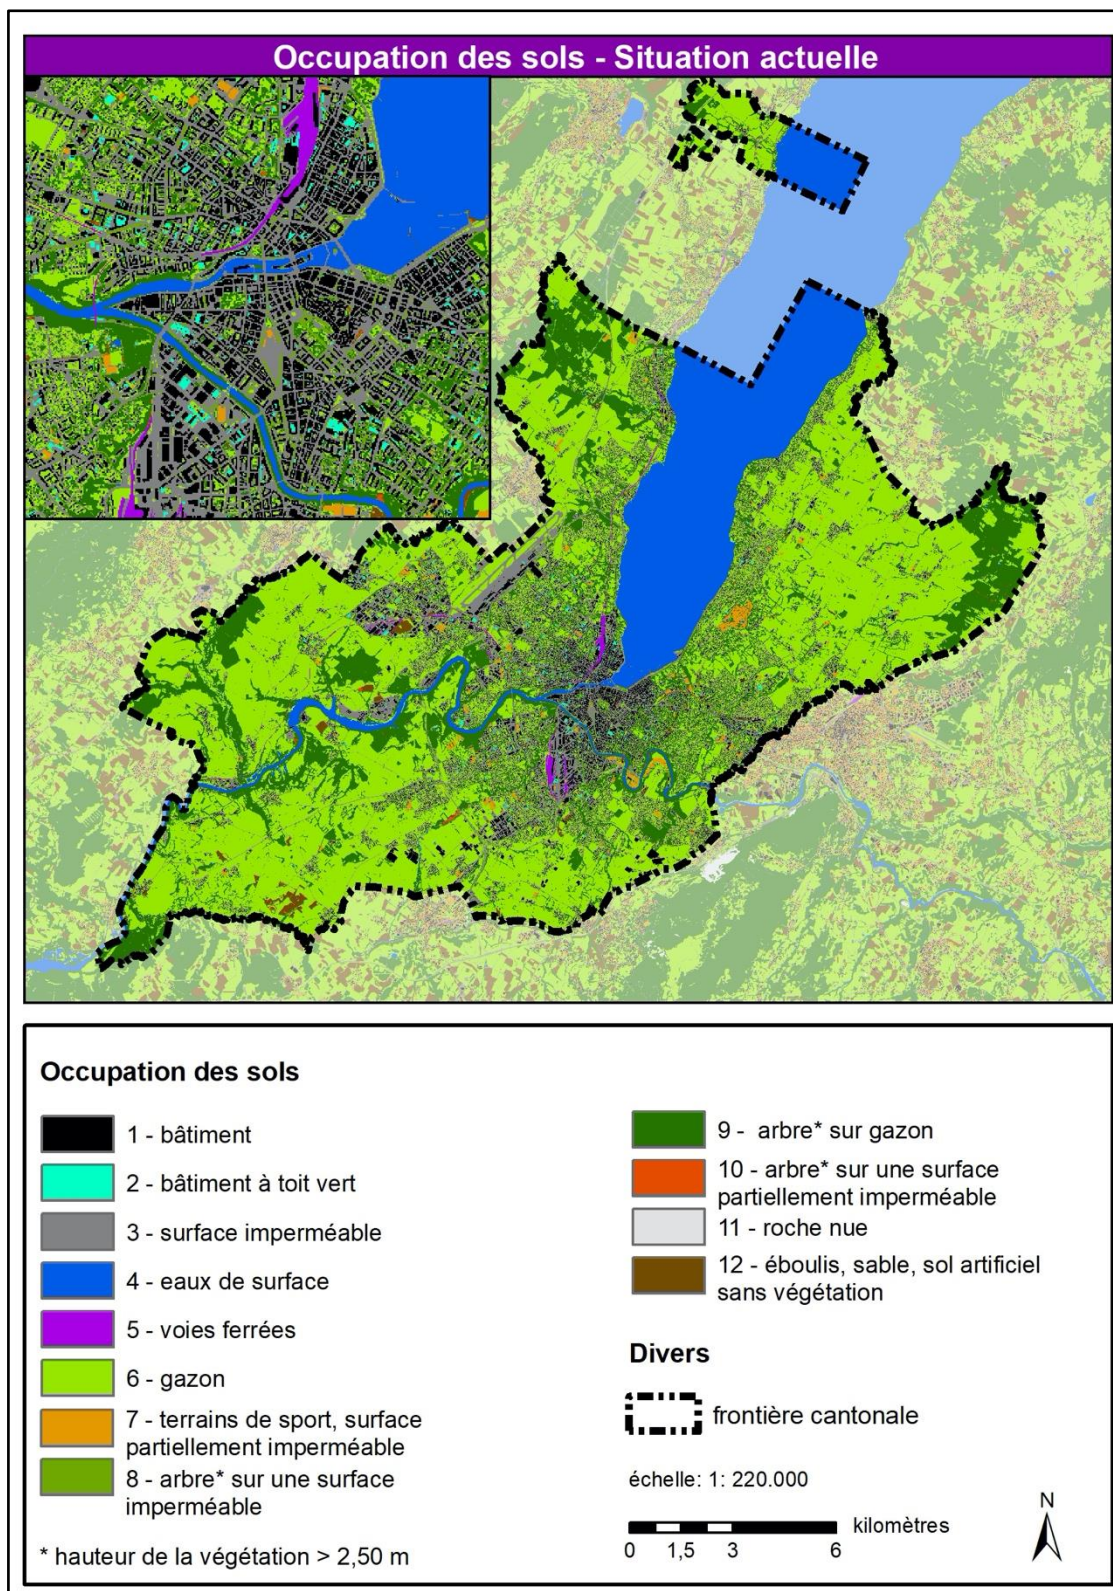 Occupation des sols - Situation actuelle
Occupation des sols
1 - bâtiment
2 - bâtiment à toit vert
3 - surface imperméable
4 - eaux de surface
5 - voies ferrées
6 - gazon
7 - terrains de sport, surface
partiellement imperméable
8 - arbre* sur une surface
imperméable
* hauteur de la végétation > 2,50 m
9 - arbre* sur gazon
10 - arbre* sur une surface
partiellement imperméable
11 - roche nue
12 - éboulis, sable, sol artificiel
sans végétation
Divers
frontière cantonale
échelle: 1: 220.000
kilomètres
0 1,5 3 6
N